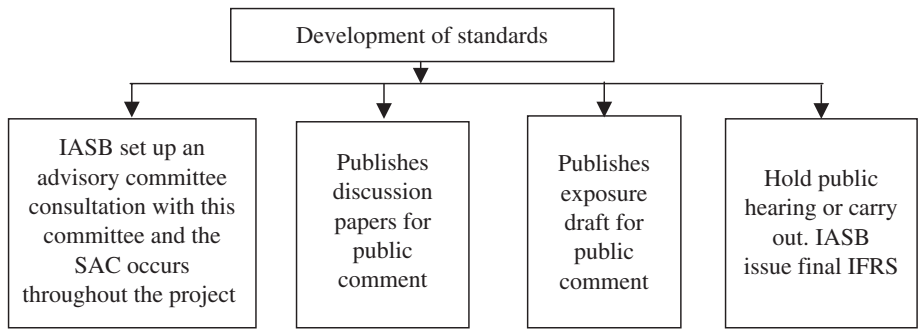 Development of standards
IASB set up an
advisory committee
consultation with this
committee and the
SAC occurs
throughout the project
Publishes
discussion
papers for
public
comment
Publishes
exposure
draft for
public
comment
Hold public
hearing or carry
out. IASB
issue final IFRS